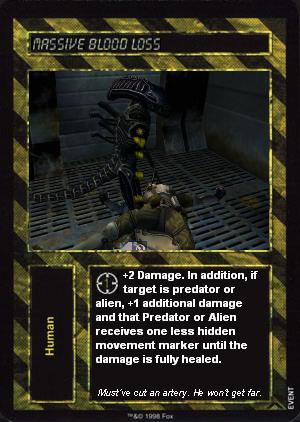 MASSIVE BLOOD LOSS
+2 Damage. In addition, if
target is predator or
alien, +1 additional damage
and that Predator or Alien
receives one less hidden
movement marker until the
damage is fully healed.
Human
Must've cut an artery. He won't get far.
™&© 1998 Fox
EVENT